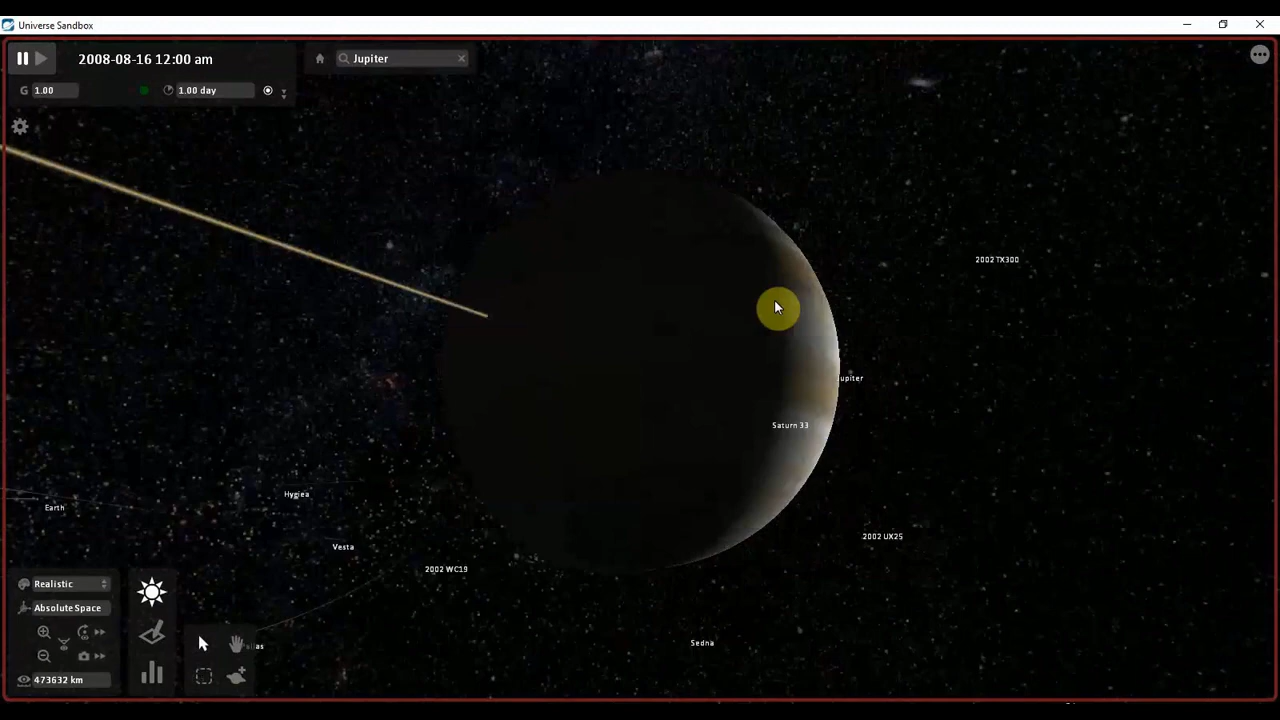 Universe Sandbox
2008-08-16 12:00 am
Jupiter
G 1.00
1.00 day
2002 TX300
upiter
Saturn 33
Hygiea
Earth
2002 UX25
Vesta
2002 WC19
Realistic
Absolute Space
Sedna
473632 km